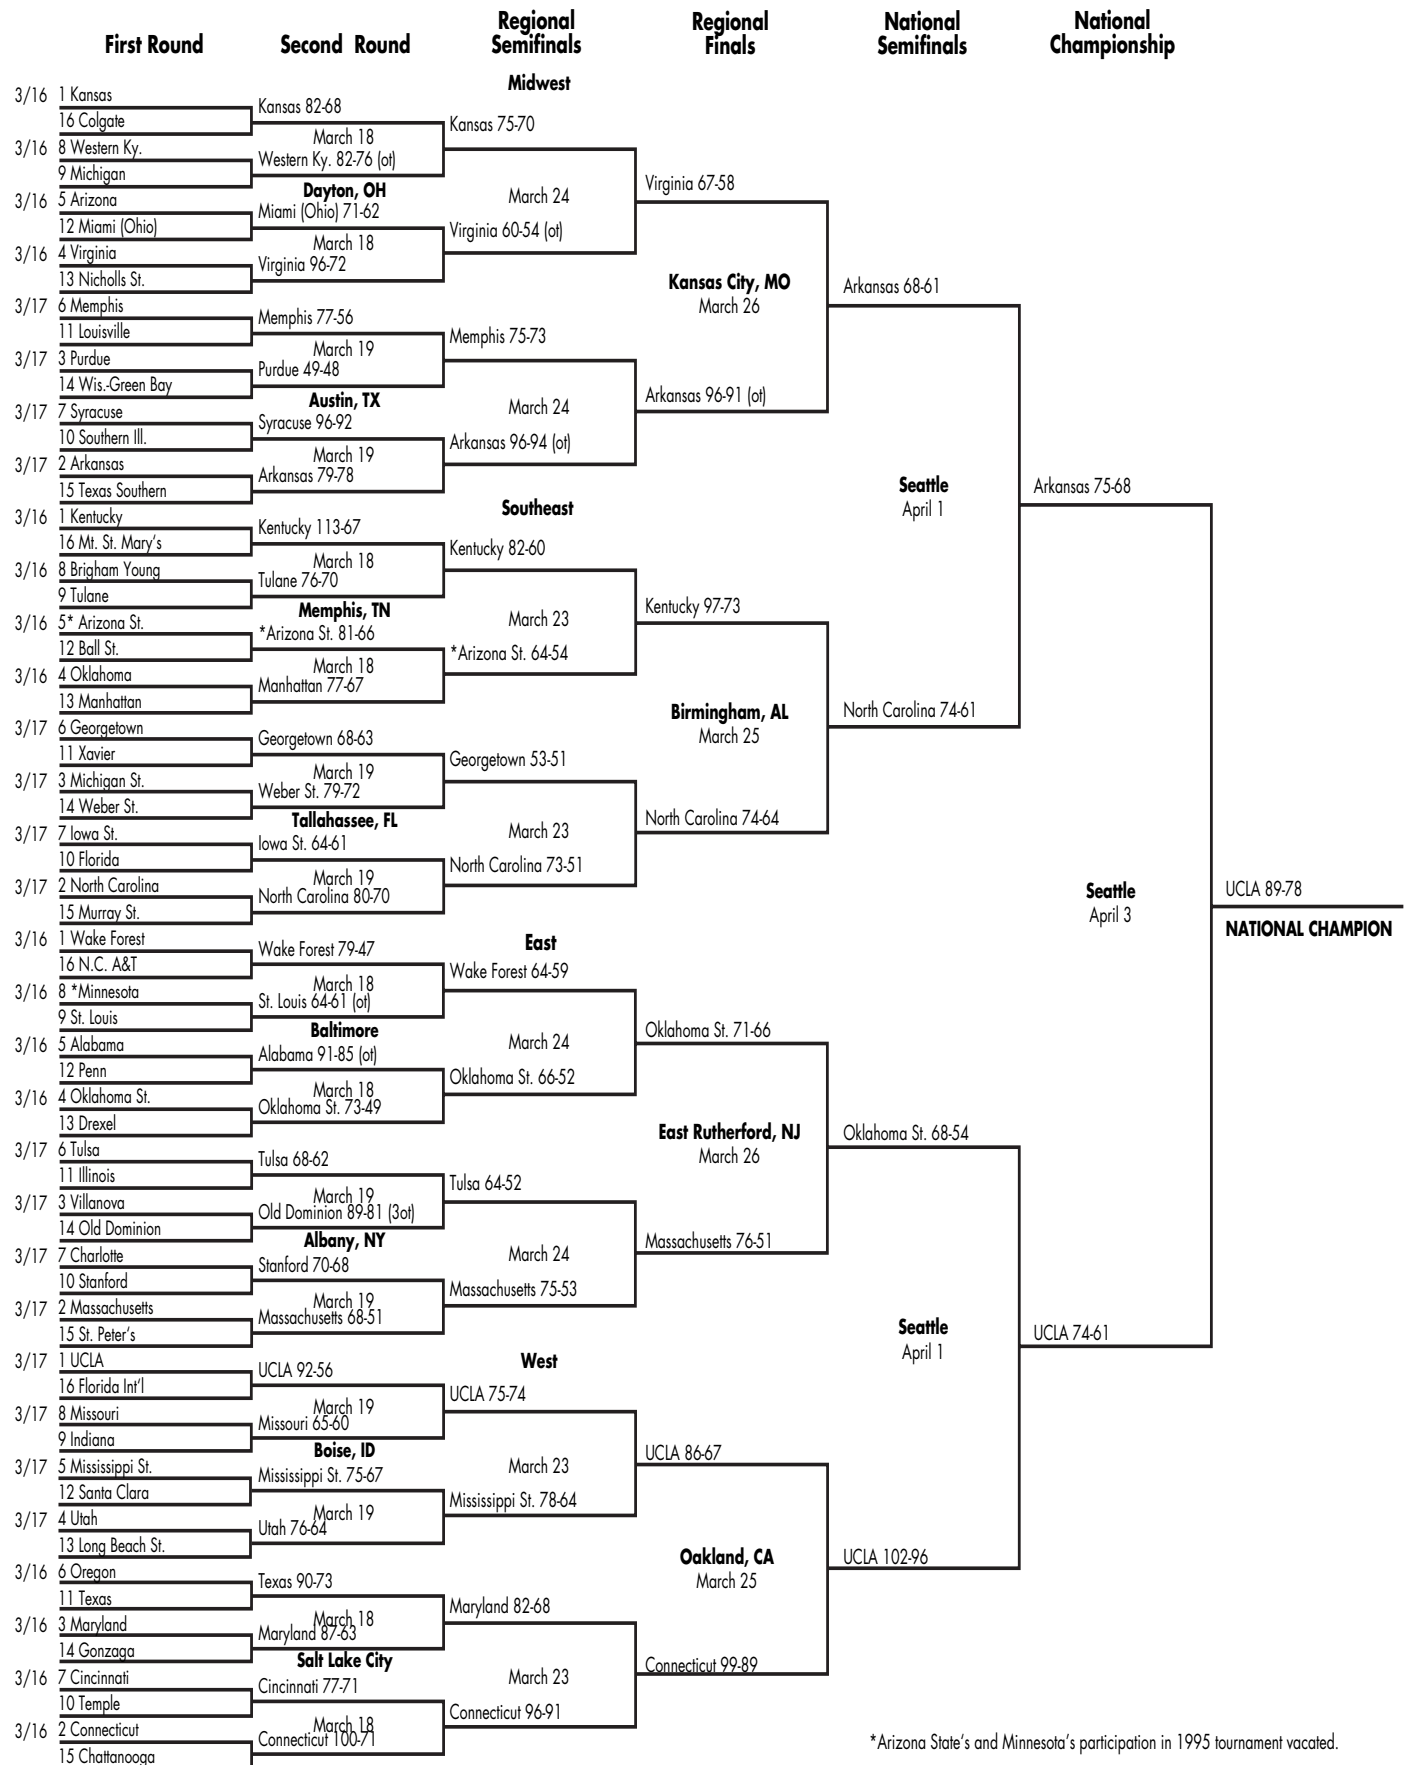 First Round
Second Round
Regional
Semifinals
Regional
Finals
National
Semifinals
National
Championship
Midwest
3/16 1 Kansas
16 Colgate
3/16 8 Western Ky.
9 Michigan
3/16 5 Arizona
12 Miami (Ohio)
3/16 4 Virginia
13 Nicholls St.
3/17 6 Memphis
11 Louisville
3/17 3 Purdue
14 Wis.-Green Bay
3/17 7 Syracuse
10 Southern Ill.
3/17 2 Arkansas
15 Texas Southern
Kansas 82-68
March 18
Western Ky. 82-76 (ot)
Dayton, OH
Miami (Ohio) 71-62
March 18
Virginia 96-72
Memphis 77-56
March 19
Purdue 49-48
Austin, TX
Syracuse 96-92
March 19
Arkansas 79-78
Kansas 75-70
March 24
Virginia 60-54 (ot)
Memphis 75-73
March 24
Arkansas 96-94 (ot)
Virginia 67-58
Kansas City, MO
March 26
Arkansas 96-91 (ot)
Arkansas 68-61
Southeast
3/16 1 Kentucky
16 Mt. St. Mary's
3/16 8 Brigham Young
9 Tulane
3/16 5* Arizona St.
12 Ball St.
3/16 4 Oklahoma
13 Manhattan
3/17 6 Georgetown
11 Xavier
3/17 3 Michigan St.
14 Weber St.
3/17 7 Iowa St.
10 Florida
3/17 2 North Carolina
15 Murray St.
Kentucky 113-67
March 18
Tulane 76-70
Memphis, TN
*Arizona St. 81-66
March 18
Manhattan 77-67
Georgetown 68-63
March 19
Weber St. 79-72
Tallahassee, FL
Iowa St. 64-61
March 19
North Carolina 80-70
Kentucky 82-60
March 23
*Arizona St. 64-54
Georgetown 53-51
March 23
North Carolina 73-51
Kentucky 97-73
Birmingham, AL
March 25
North Carolina 74-64
North Carolina 74-61
Seattle
April 1
Arkansas 75-68
East
3/16 1 Wake Forest
16 N.C. A&T
3/16 8 *Minnesota
9 St. Louis
3/16 5 Alabama
12 Penn
3/16 4 Oklahoma St.
13 Drexel
3/17 6 Tulsa
11 Illinois
3/17 3 Villanova
14 Old Dominion
3/17 7 Charlotte
10 Stanford
3/17 2 Massachusetts
15 St. Peter's
Wake Forest 79-47
March 18
St. Louis 64-61 (ot)
Baltimore
Alabama 91-85 (ot)
March 18
Oklahoma St. 73-49
Tulsa 68-62
March 19
Old Dominion 89-81 (3ot)
Albany, NY
Stanford 70-68
March 19
Massachusetts 68-51
Wake Forest 64-59
March 24
Oklahoma St. 66-52
Tulsa 64-52
March 24
Massachusetts 75-53
Oklahoma St. 71-66
East Rutherford, NJ
March 26
Massachusetts 76-51
Oklahoma St. 68-54
West
3/17 1 UCLA
16 Florida Int'l
3/17 8 Missouri
9 Indiana
3/17 5 Mississippi St.
12 Santa Clara
3/17 4 Utah
13 Long Beach St.
3/16 6 Oregon
11 Texas
3/16 3 Maryland
14 Gonzaga
3/16 7 Cincinnati
10 Temple
3/16 2 Connecticut
15 Chattanooga
UCLA 92-56
March 19
Missouri 65-60
Boise, ID
Mississippi St. 75-67
March 19
Utah 76-64
Texas 90-73
March 18
Maryland 87-63
Salt Lake City
Cincinnati 77-71
March 18
Connecticut 100-71
UCLA 75-74
March 23
Mississippi St. 78-64
Maryland 82-68
March 23
Connecticut 96-91
UCLA 86-67
Oakland, CA
March 25
Connecticut 99-89
UCLA 102-96
Seattle
April 1
UCLA 74-61
Seattle
April 3
UCLA 89-78
NATIONAL CHAMPION
*Arizona State's and Minnesota's participation in 1995 tournament vacated.